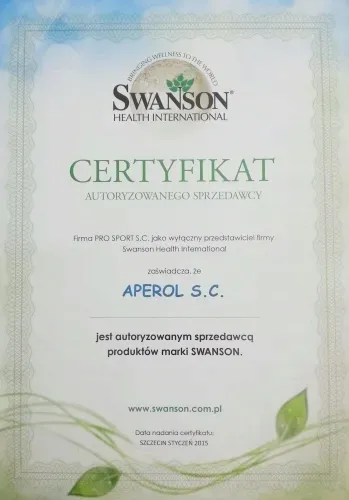 BRINGING WELLNESS TO THE WORLD
SWANSON®
HEALTH INTERNATIONAL
CERTYFIKAT
AUTORYZOWANEGO SPRZEDAWCY
Firma PRO SPORT S.C. jako wyłączny przedstawiciel firmy
Swanson Health International
zaświadcza, że
APEROL S.C.
jest autoryzowanym sprzedawcą
produktów marki SWANSON.
www.swanson.com.pl
Data nadania certyfikatu:
SZCZECIN STYCZEŃ 2015